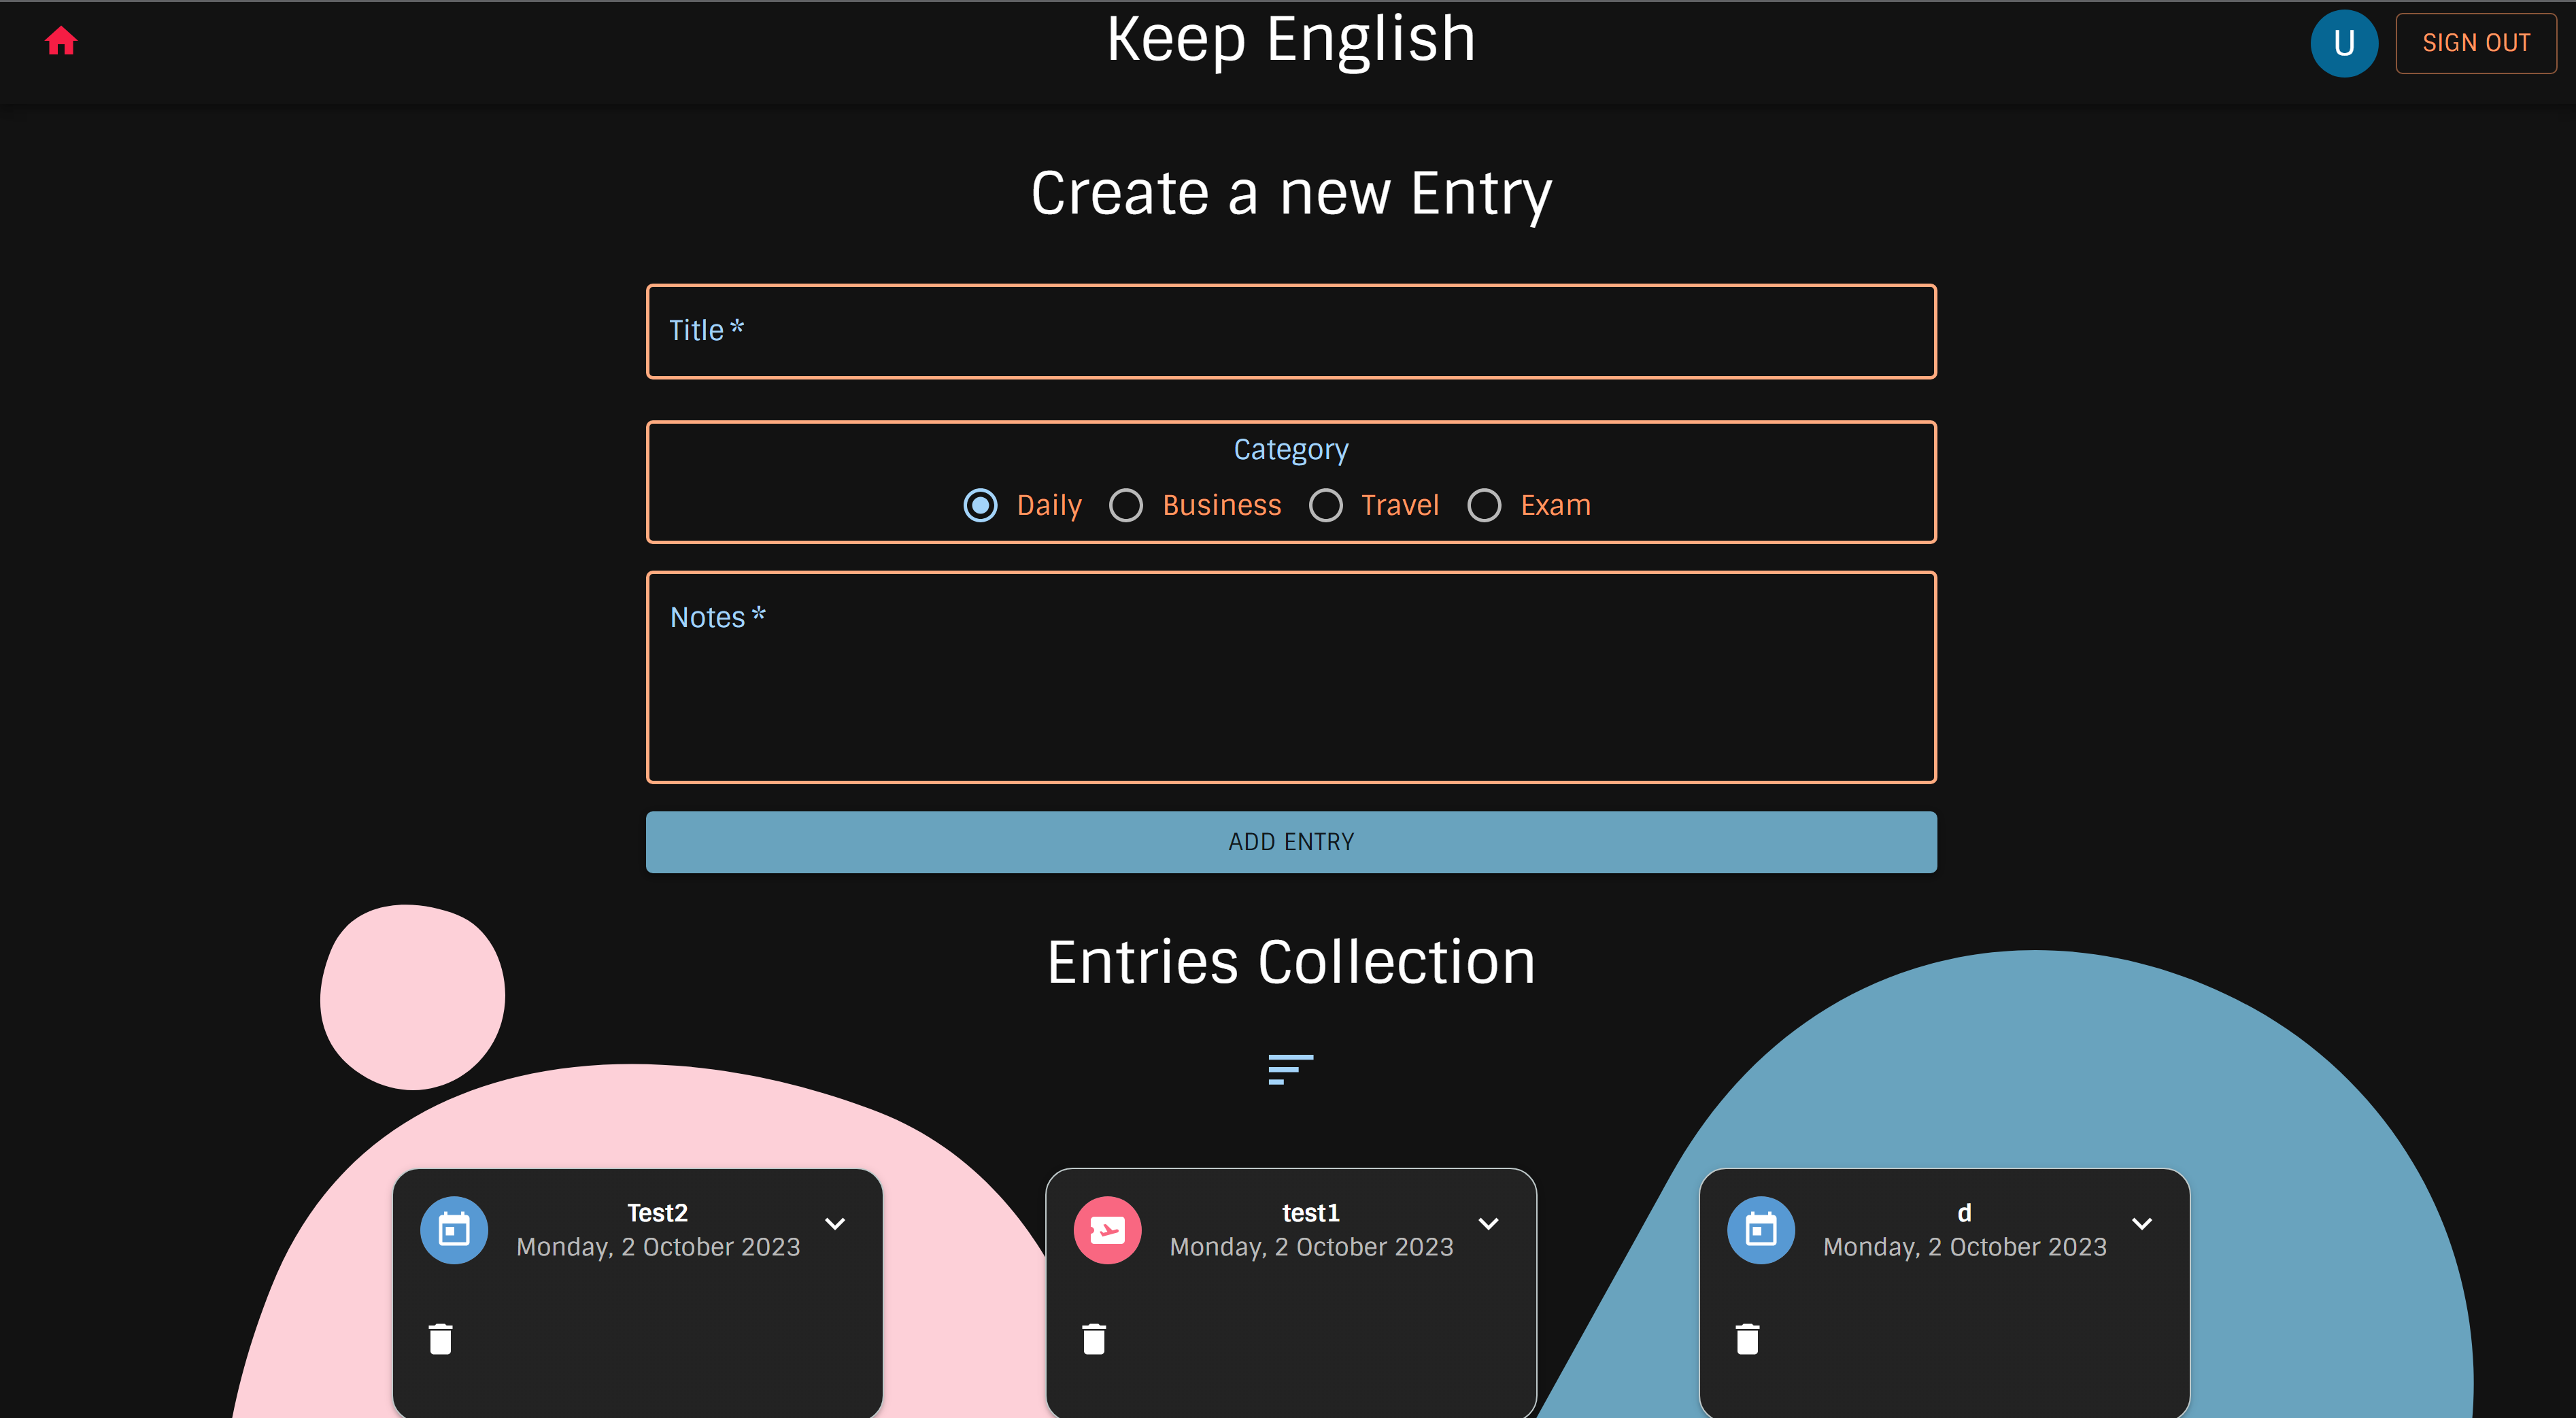 Keep English
U
SIGN OUT
Create a new Entry
Title *
Category
Daily Business Travel Exam
Notes *
ADD ENTRY
Entries Collection
Test2
Monday, 2 October 2023
test1
Monday, 2 October 2023
d
Monday, 2 October 2023